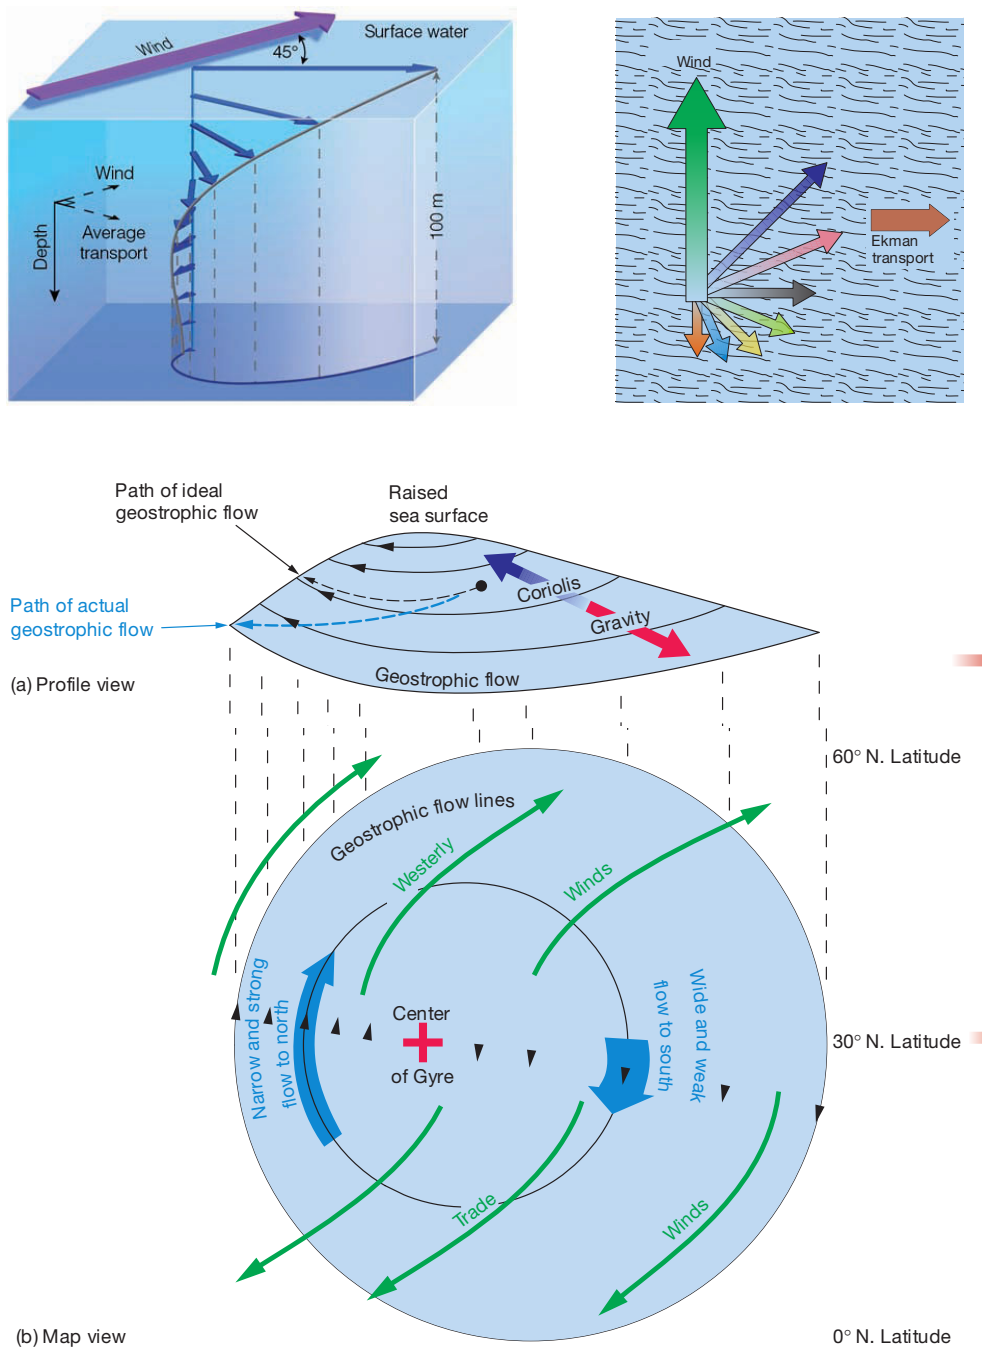 Wind
45°
Surface water
Wind
Average
transport
Depth
100 m
Wind
Ekman
transport
Path of ideal
geostrophic flow
Raised
sea surface
Coriolis
Gravity
Path of actual
geostrophic flow
Geostrophic flow
(a) Profile view
60° N. Latitude
Geostrophic flow lines
Westerly
Winds
Narrow and strong
flow to north
Center
of Gyre
Wide and weak
flow to south
30° N. Latitude
Trade
Winds
(b) Map view
0° N. Latitude